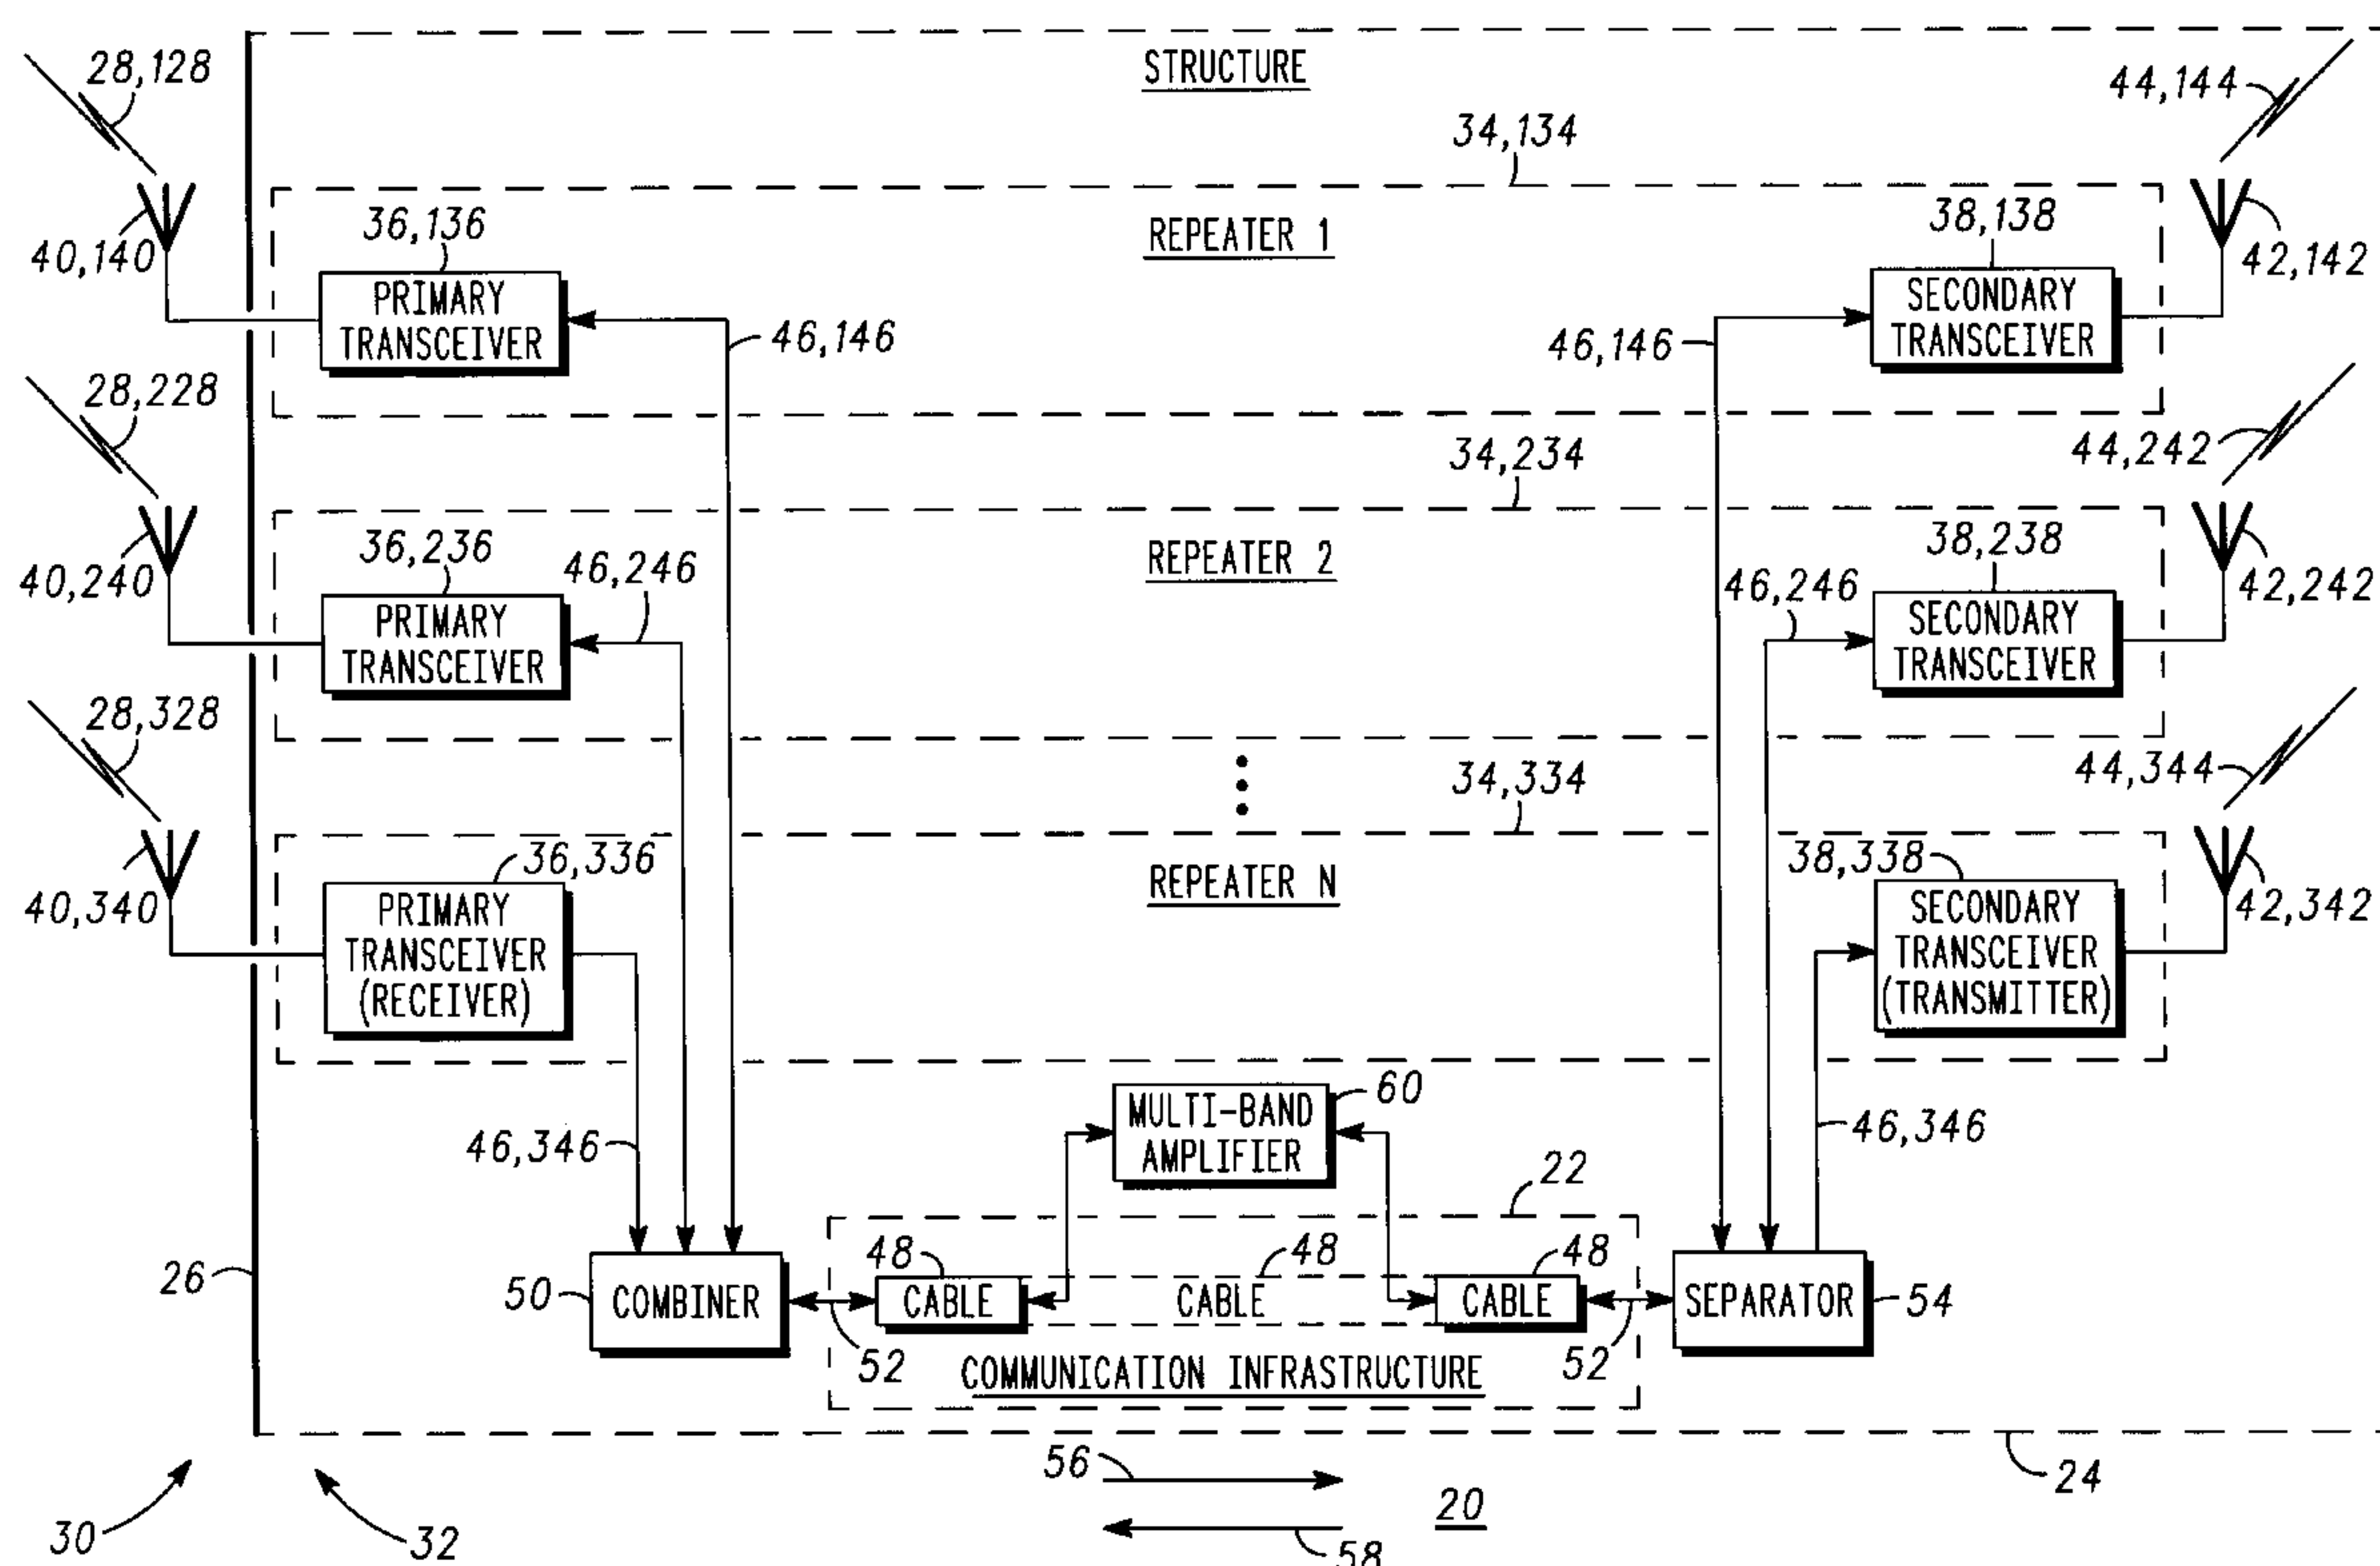 STRUCTURE
28,128
44,144
34,134
36,136
REPEATER 1
38,138
40,140
PRIMARY
TRANSCEIVER
46,146
46,146
SECONDARY
TRANSCEIVER
42,142
28,228
34,234
44,242
36,236
46,246
REPEATER 2
38,238
40,240
PRIMARY
TRANSCEIVER
46,246
SECONDARY
TRANSCEIVER
42,242
28,328
34,334
44,344
36,336
REPEATER N
38,338
40,340
PRIMARY
TRANSCEIVER
(RECEIVER)
SECONDARY
TRANSCEIVER
(TRANSMITTER)
42,342
60
MULTI-BAND
AMPLIFIER
46,346
46,346
22
26
48
48
48
50
COMBINER
CABLE
CABLE
CABLE
SEPARATOR
54
52
COMMUNICATION INFRASTRUCTURE
52
56
24
20
30
32
58